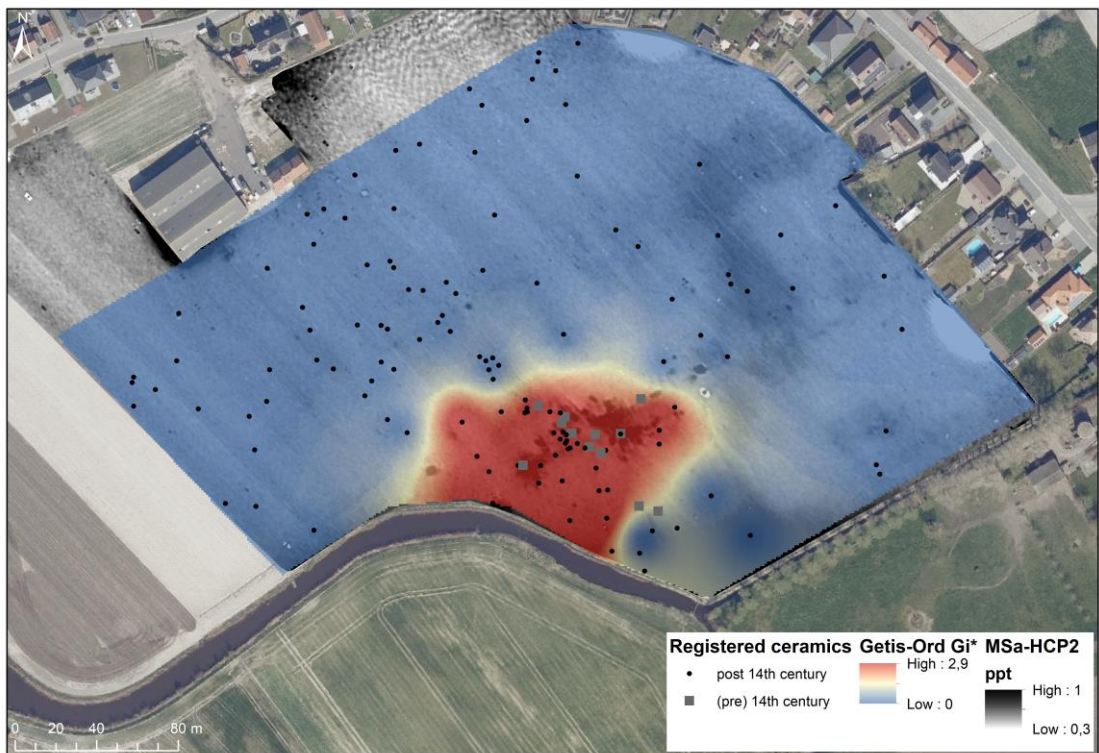 N
Registered ceramics Getis-Ord Gi* MSa-HCP2
post 14th century High : 2,9 ppt
(pre) 14th century Low : 0 High : 1
Low : 0,3
0 20 40 80 m